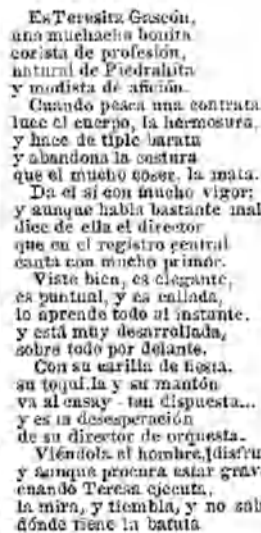 Es Teresita Gascón,
una muchacha bonita
corista de profesión,
natural de Piedrahita
y modista de afición.
Cuando pesca una contrata
luce el cuerpo, la hermosura,
y hace de tiple barata
y abandona la costura
que el mucho coser, la mata.
Da el si con mucho vigor;
y aunque habla bastante mal
dice de ella el director
que en el registro central
canta con mucho primor.
Viste bien, es elegante,
es puntual, y es callada,
lo aprende todo al instante,
y está muy desarrollada,
sobre todo por delante.
Con su carilla de
su toqui.la y su mantón
va al ensayo tan dispuesta...
y es la desesperación
de su director de orquesta.
Viéndola el hombre,
y aunque procura estar
cuando Teresa ejecuta,
la mira, y tiembla, y no
dónde tiene la batuta